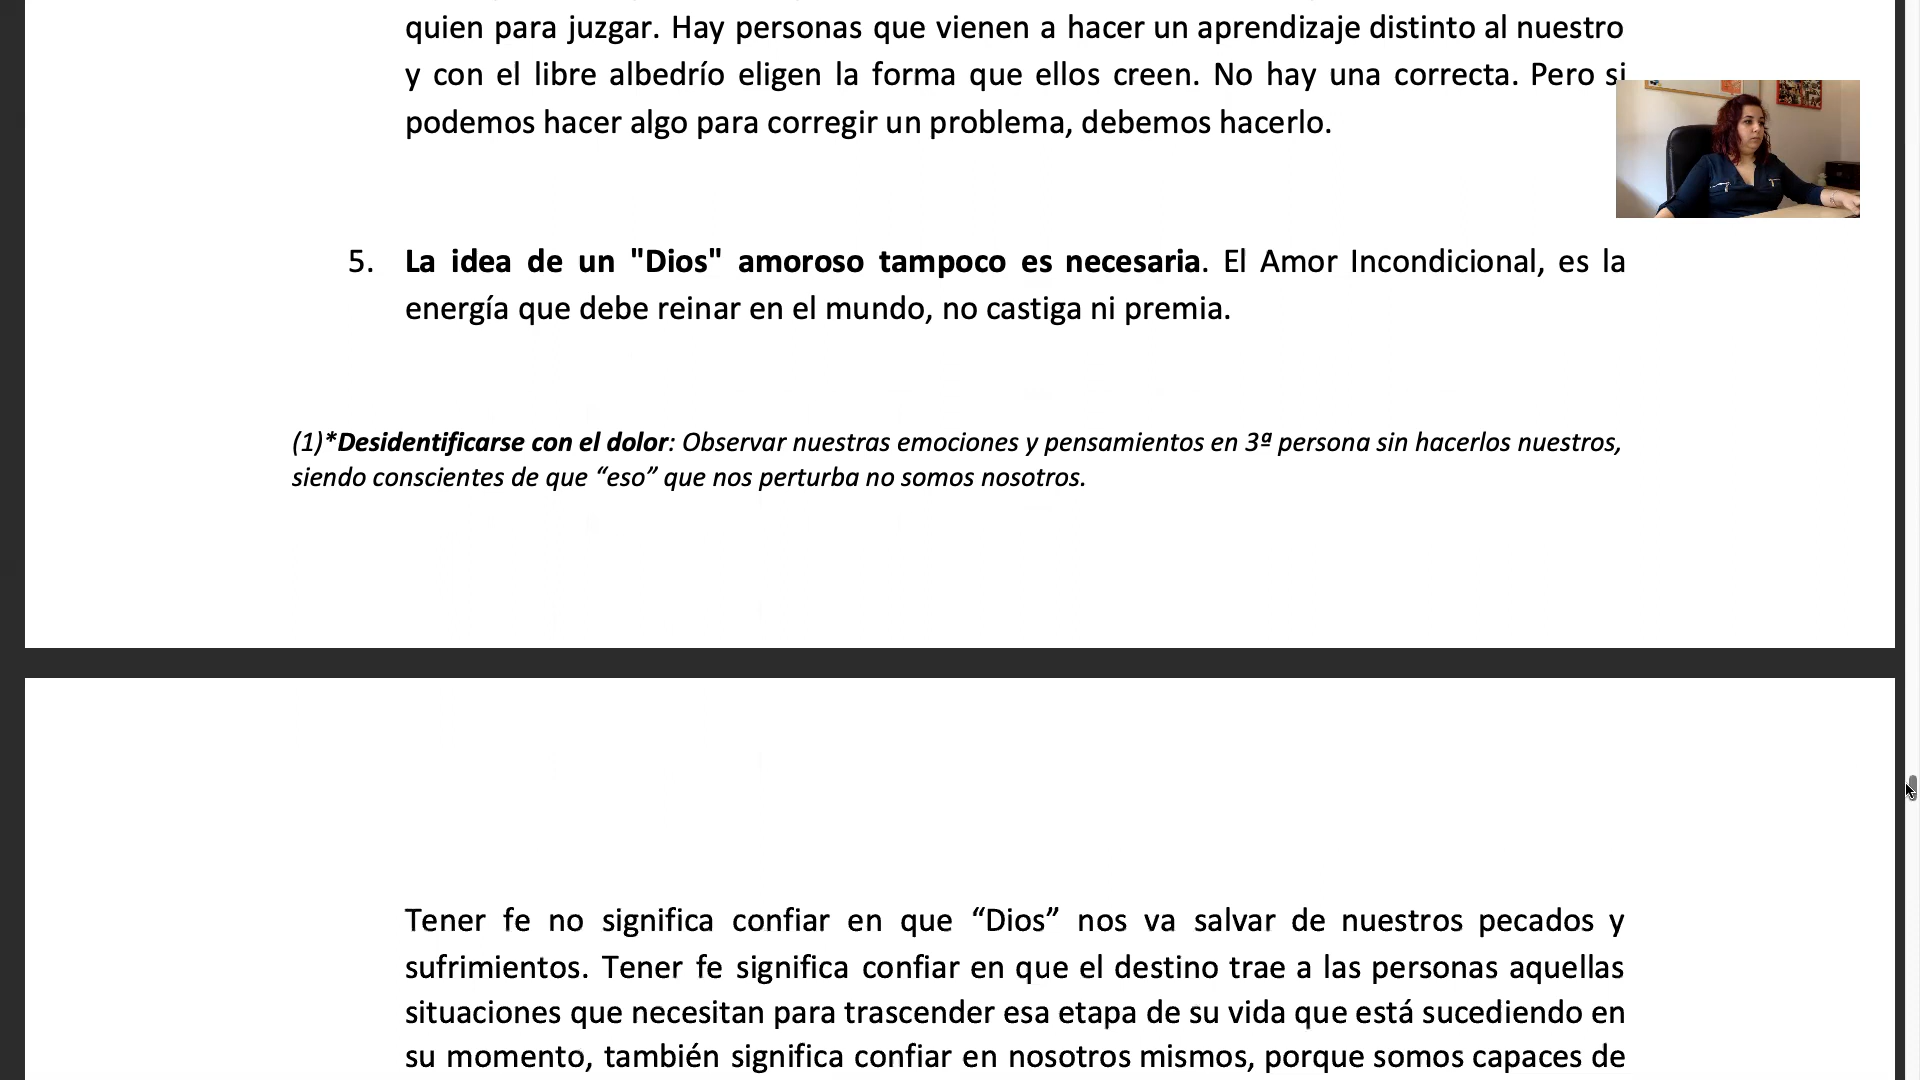 quien para juzgar. Hay personas que vienen a hacer un aprendizaje distinto al nuestro
y con el libre albedrío eligen la forma que ellos creen. No hay una correcta. Pero si
podemos hacer algo para corregir un problema, debemos hacerlo.
5. La idea de un "Dios" amoroso tampoco es necesaria. El Amor Incondicional, es la
energía que debe reinar en el mundo, no castiga ni premia.
(1)*Desidentificarse con el dolor: Observar nuestras emociones y pensamientos en 3ª persona sin hacerlos nuestros,
siendo conscientes de que “eso” que nos perturba no somos nosotros.
Tener fe no significa confiar en que “Dios” nos va salvar de nuestros pecados y
sufrimientos. Tener fe significa confiar en que el destino trae a las personas aquellas
situaciones que necesitan para trascender esa etapa de su vida que está sucediendo en
su momento, también significa confiar en nosotros mismos, porque somos capaces de